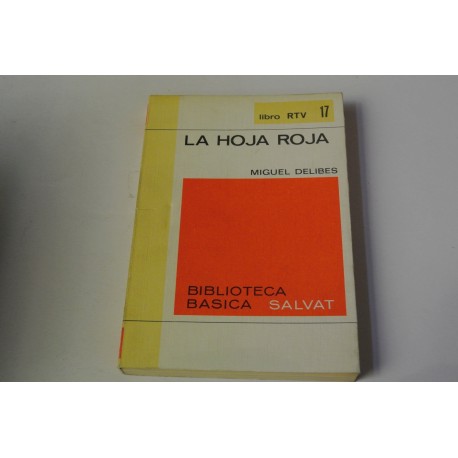 libro RTV 17
LA HOJA ROJA
MIGUEL DELIBES
BIBLIOTECA
BASICA SALVAT